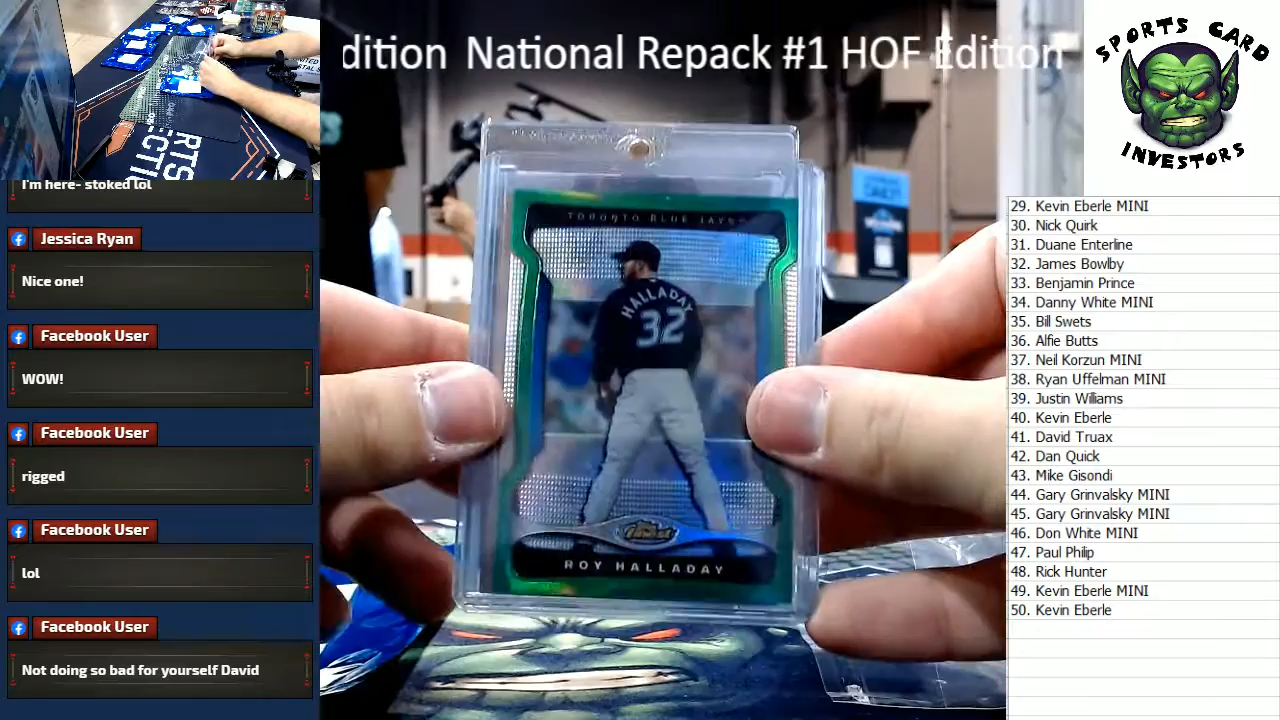 dition National Repack #1 HOF Edition
SPORTS CARD
INVESTORS
RTS
I'm here- stoked lol
Jessica Ryan
Nice one!
Facebook User
WOW!
Facebook User
rigged
Facebook User
lol
Facebook User
Not doing so bad for yourself David
TORONTO BLUE JAYS
HALLADAY
32
Finest
ROY HALLADAY
29. Kevin Eberle MINI
30. Nick Quirk
31. Duane Enterline
32. James Bowlby
33. Benjamin Prince
34. Danny White MINI
35. Bill Swets
36. Alfie Butts
37. Neil Korzun MINI
38. Ryan Uffelman MINI
39. Justin Williams
40. Kevin Eberle
41. David Truax
42. Dan Quick
43. Mike Gisondi
44. Gary Grinvalsky MINI
45. Gary Grinvalsky MINI
46. Don White MINI
47. Paul Philp
48. Rick Hunter
49. Kevin Eberle MINI
50. Kevin Eberle